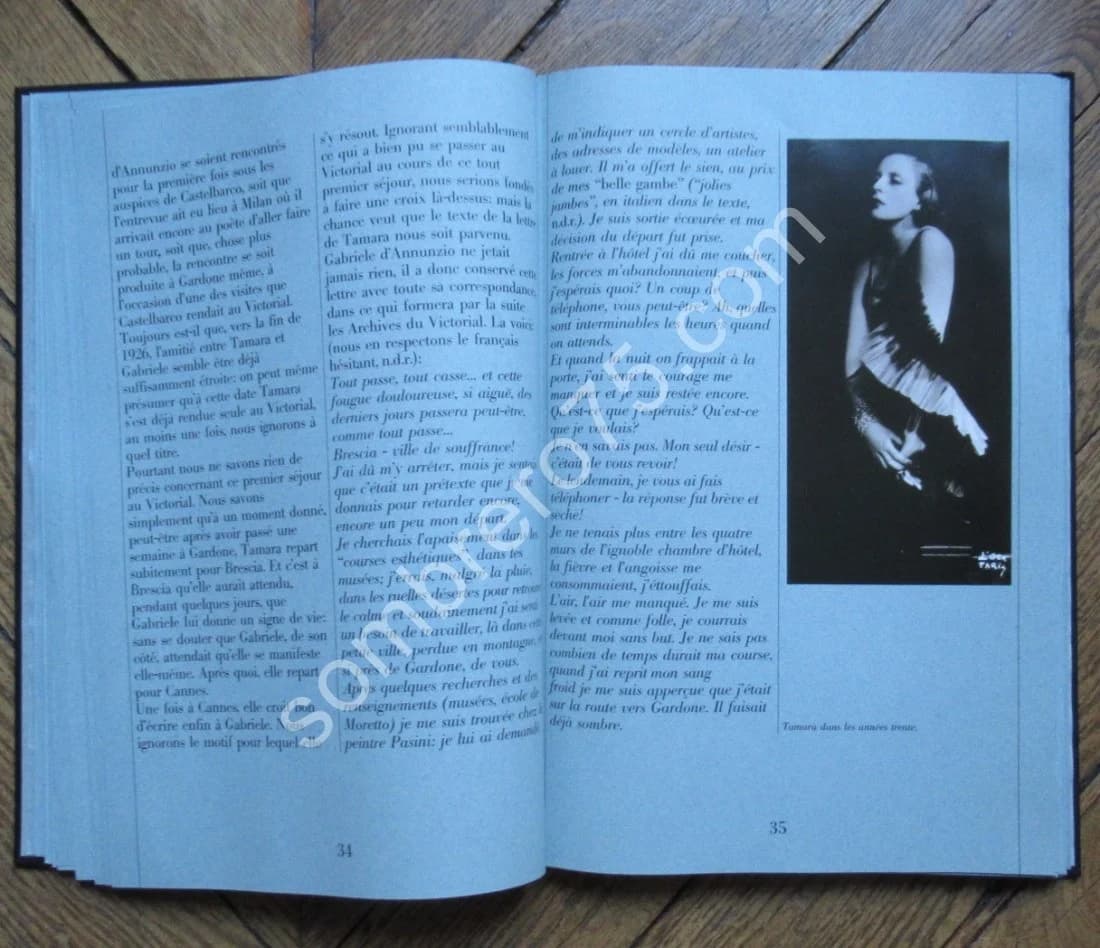 d'Annunzio se soient rencontrés
pour la première fois sous les
auspices de Castelbarco, soit que
l'entrevue ait eu lieu à Milan où il
arrivait encore au poète d'aller faire
un tour, soit que, chose plus
probable, la rencontre se soit
produite à Gardone même, à
l'occasion d'une des visites que
Castelbarco rendait au Victorial.
Toujours est-il que, vers la fin de
1926, l'amitié entre Tamara et
Gabriele semble être déjà
suffisamment étroite: on peut même
présumer qu'à cette date Tamara
s'est déjà rendue seule au Victorial,
au moins une fois, nous ignorons à
quel titre.
Pourtant nous ne savons rien de
précis concernant ce premier séjour
au Victorial. Nous savons
simplement qu'à un moment donné,
peut-être après avoir passé une
semaine à Gardone, Tamara repart
subitement pour Brescia. Et c'est à
Brescia qu'elle aurait attendu,
pendant quelques jours, que
Gabriele lui donne un signe de vie:
sans se douter que Gabriele, de son
côté, attendait qu'elle se manifeste
elle-même. Après quoi, elle repart
pour Cannes.
Une fois à Cannes, elle croit bon
d'écrire enfin à Gabriele. Nous
ignorons le motif pour lequel elle
s'y résout. Ignorant semblablement
ce qui a bien pu se passer au
Victorial au cours de ce tout
premier séjour, nous serions fondés
à faire une croix là-dessus: mais la
chance veut que le texte de la lettre
de Tamara nous soit parvenu.
Gabriele d'Annunzio ne jetait
jamais rien, il a donc conservé cette
lettre avec toute sa correspondance,
dans ce qui formera par la suite
les Archives du Victorial. La voici
(nous en respectons le français
hésitant, n.d.r.):
Tout passe, tout casse... et cette
fougue douloureuse, si aiguë, des
derniers jours passera peut-être,
comme tout passe...
Brescia - ville de souffrance!
J'ai dû m'y arrêter, mais je sens
que c'était un prétexte que je
donnais pour retarder encore,
encore un peu mon départ.
Je cherchais l'apaisement dans les
"courses esthétiques", dans les
musées; j'errais, malgré la pluie,
dans les ruelles désertes pour retrouver
le calme et soudainement j'ai senti
un besoin de travailler, là dans cette
petite ville perdue en montagne,
si près de Gardone, de vous.
Après quelques recherches et des
renseignements (musées, école de
Moretto) je me suis trouvée chez le
peintre Pasini: je lui ai demandé
de m'indiquer un cercle d'artistes,
des adresses de modèles, un atelier
à louer. Il m'a offert le sien, au prix
de mes "belle gambe" ("jolies
jambes", en italien dans le texte,
n.d.r.). Je suis sortie écœurée et ma
décision du départ fut prise.
Rentrée à l'hôtel j'ai dû me coucher,
les forces m'abandonnaient, et puis
j'espérais quoi? Un coup de
téléphone, vous peut-être? Ah, quelles
sont interminables les heures quand
on attends.
Et quand la nuit on frappait à la
porte, j'ai senti le courage me
manquer et je suis restée encore.
Qu'est-ce que j'espérais? Qu'est-ce
que je voulais?
Je n'en savais pas. Mon seul désir -
c'était de vous revoir!
Le lendemain, je vous ai fais
téléphoner - la réponse fut brève et
sèche!
Je ne tenais plus entre les quatre
murs de l'ignoble chambre d'hôtel,
la fièvre et l'angoisse me
consommaient, j'étouffais.
L'air, l'air me manqué. Je me suis
levée et comme folle, je courrais
devant moi sans but. Je ne sais pas
combien de temps durait ma course,
quand j'ai reprit mon sang
froid je me suis apperçue que j'était
sur la route vers Gardone. Il faisait
déjà sombre.
PARIS
Tamara dans les années trente.
34
35
sombrero75.com